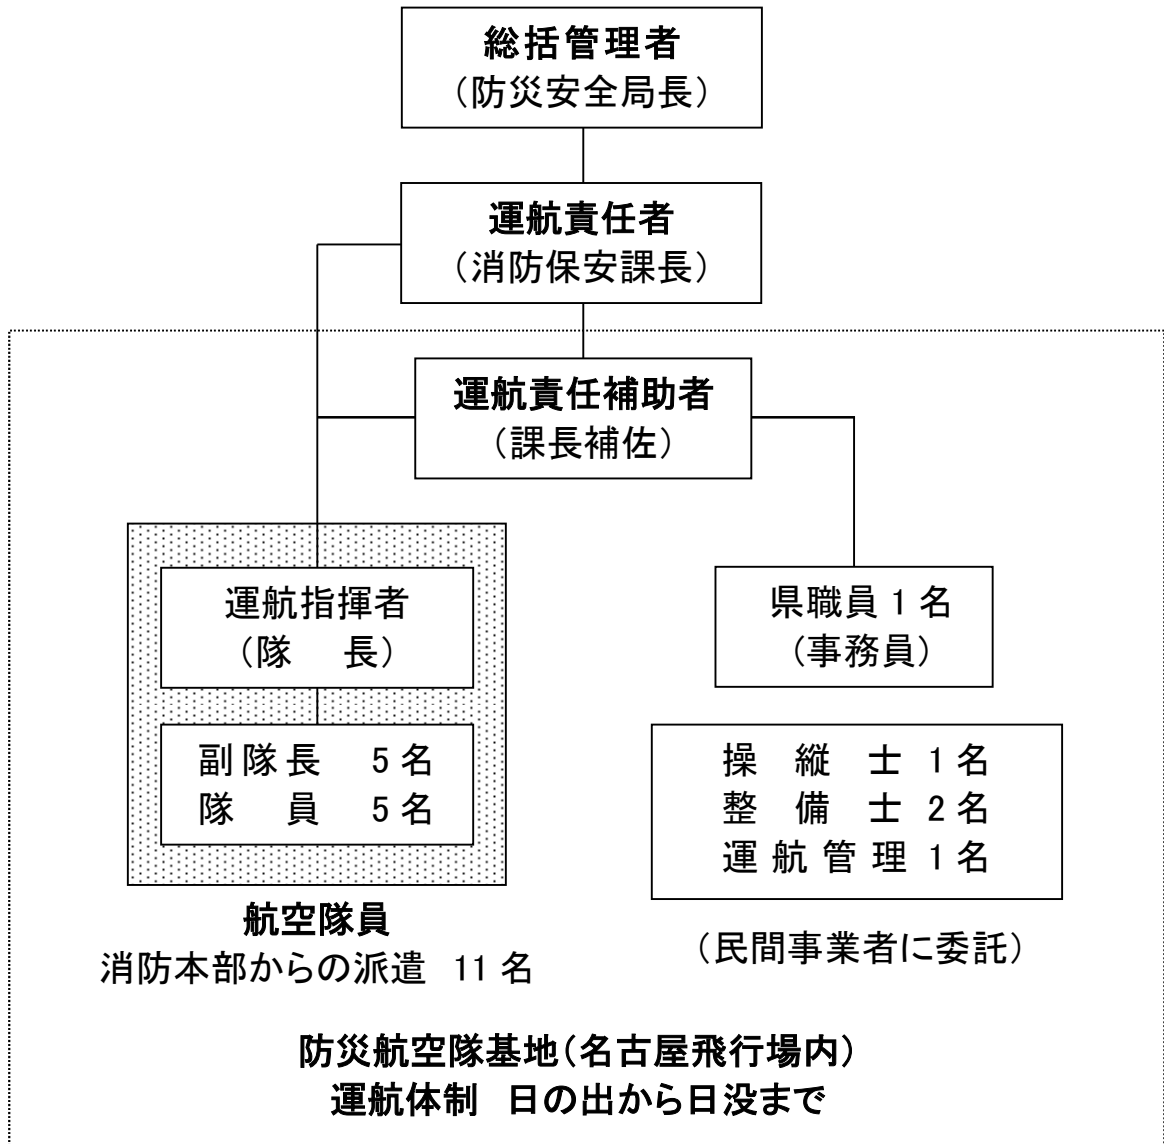 総括管理者
（防災安全局長）
運航責任者
（消防保安課長）
運航責任補助者
（課長補佐）
運航指揮者
（隊　長）
副隊長　5名
隊　員　5名
航空隊員
消防本部からの派遣 11名
県職員1名
（事務員）
操　縦　士 1名
整　備　士 2名
運航管理 1名
（民間事業者に委託）
防災航空隊基地（名古屋飛行場内）
運航体制　日の出から日没まで